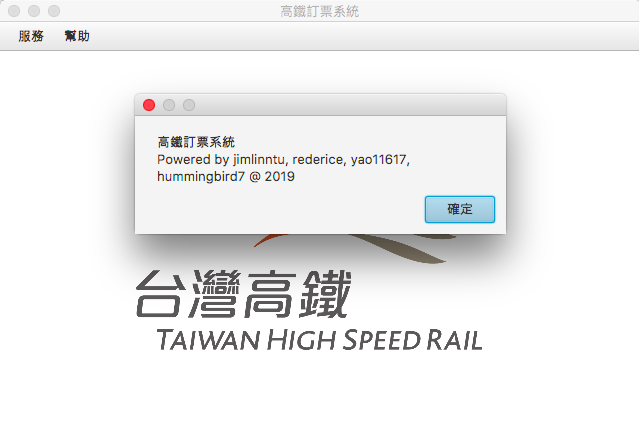 高鐵訂票系統
服務 幫助
高鐵訂票系統
Powered by jimlinntu, rederice, yao11617,
hummingbird7 @ 2019
確定
台灣高鐵
TAIWAN HIGH SPEED RAIL